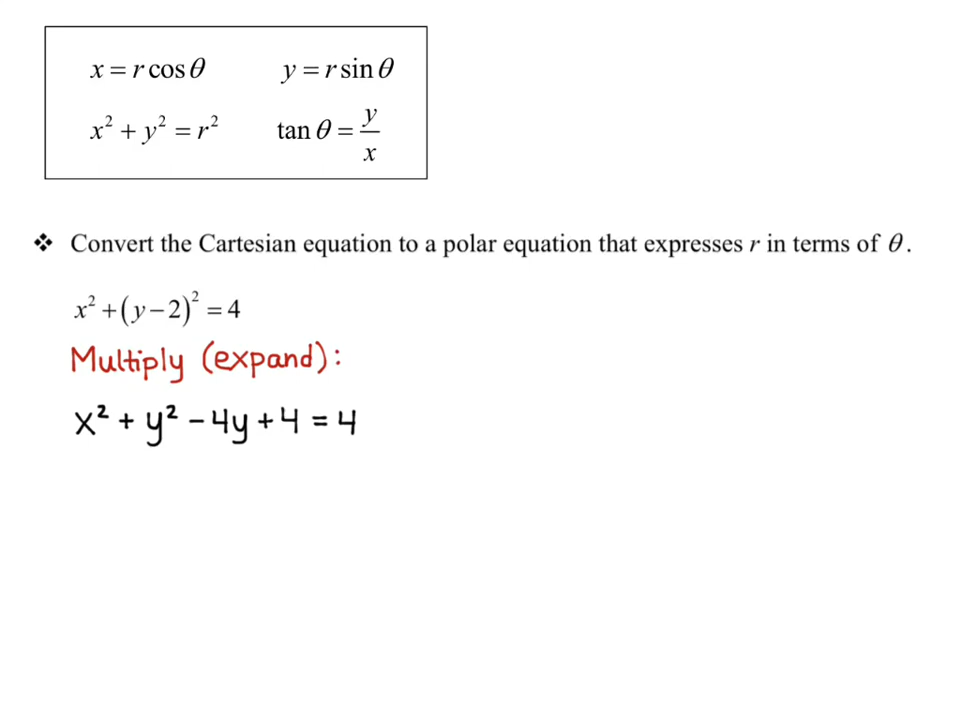 x = r cos θ    y = r sin θ
x² + y² = r²    tan θ = y/x
❖ Convert the Cartesian equation to a polar equation that expresses r in terms of θ.
x² + (y − 2)² = 4
Multiply (expand):
x² + y² − 4y + 4 = 4